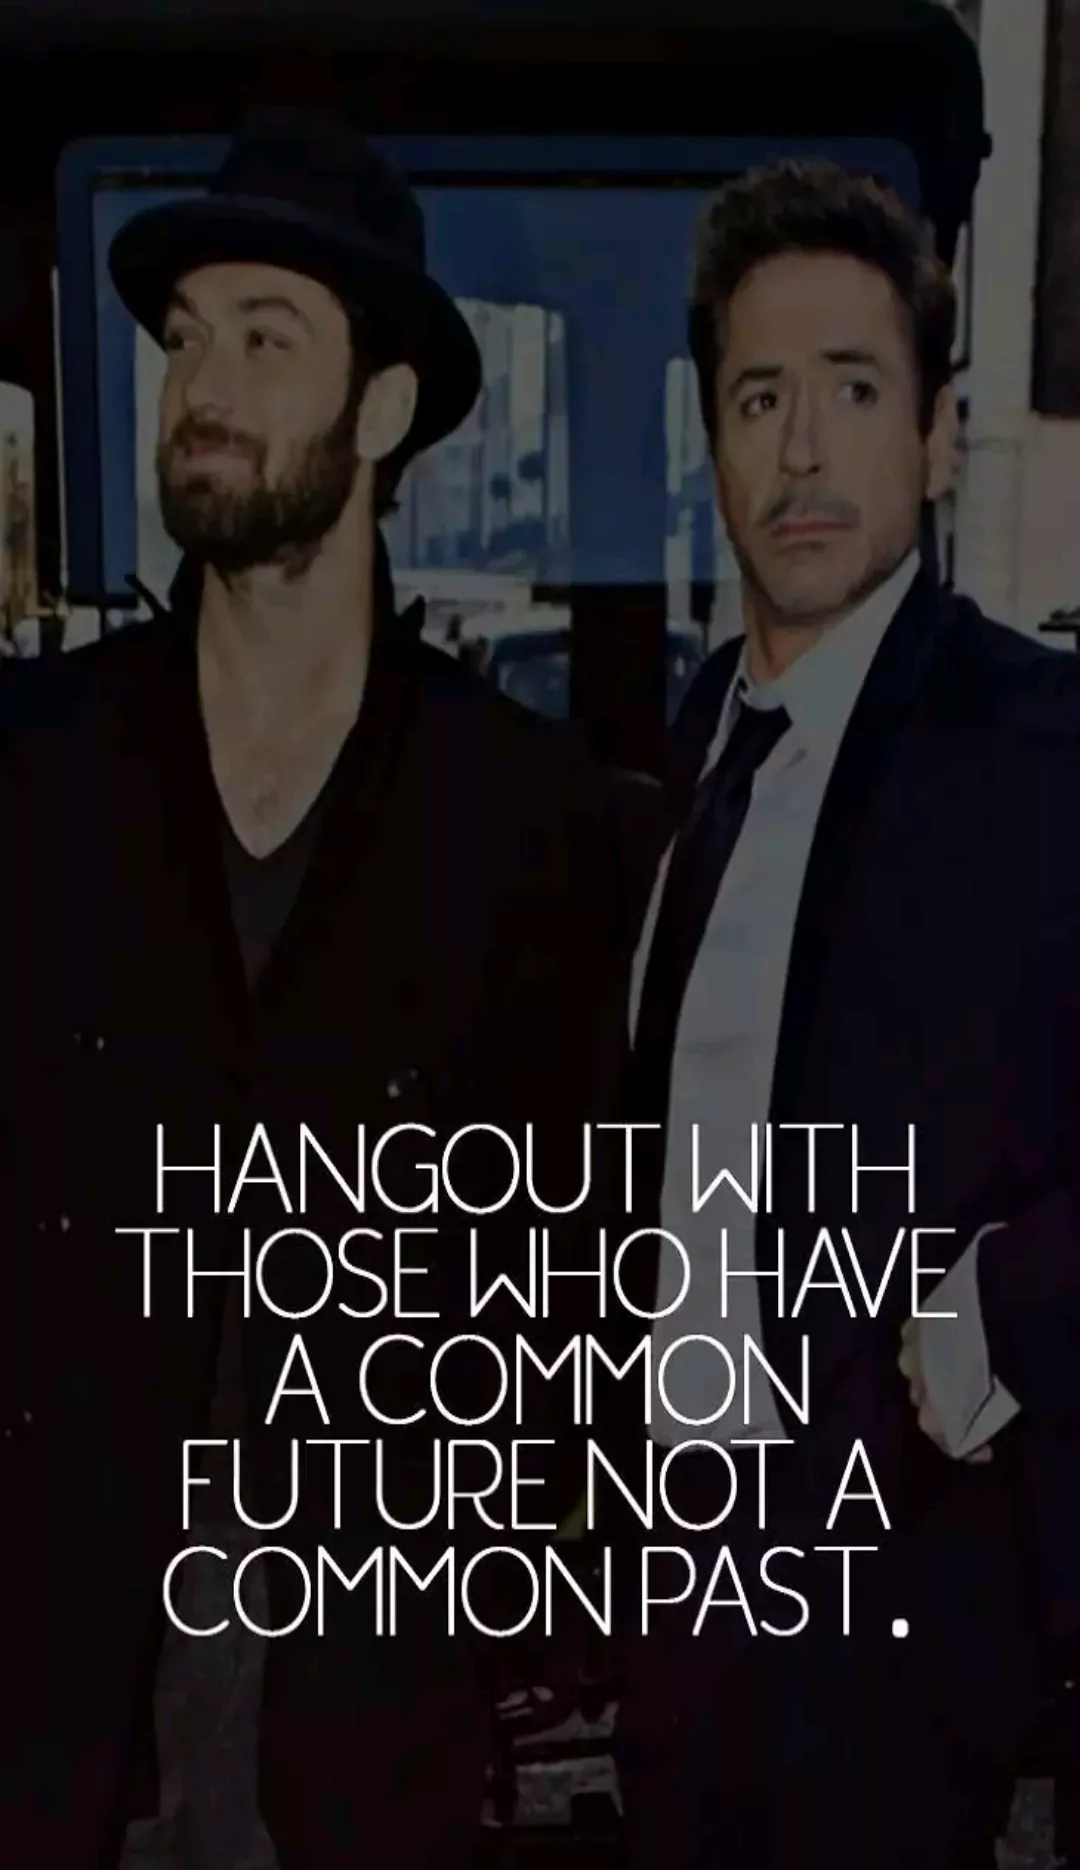 HANGOUT WITH
THOSE WHO HAVE
A COMMON
FUTURE NOT A
COMMON PAST.